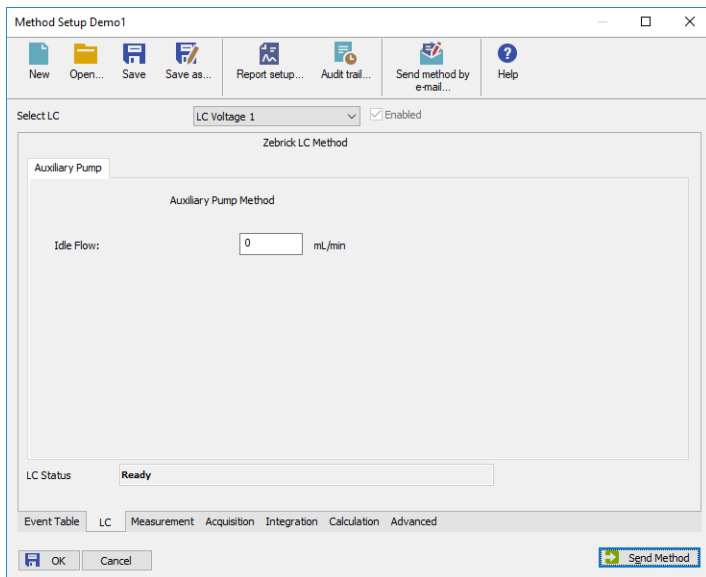 Method Setup Demo1
New Open... Save Save as... Report setup... Audit trail... Send method by e-mail... Help
Select LC LC Voltage 1 Enabled
Zebrick LC Method
Auxiliary Pump
Auxiliary Pump Method
Idle Flow: 0 mL/min
LC Status Ready
Event Table LC Measurement Acquisition Integration Calculation Advanced
OK Cancel Send Method